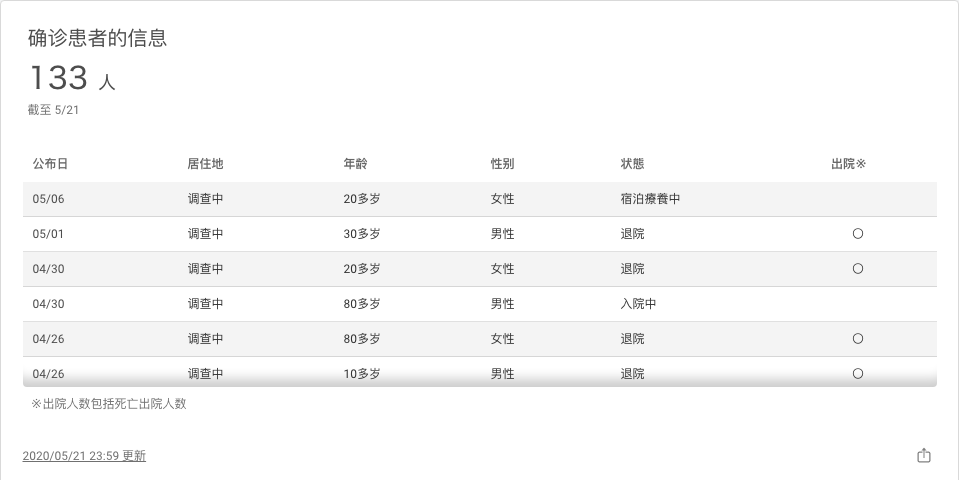 确诊患者的信息
133 人
截至 5/21
公布日 居住地 年龄 性别 状態 出院※
05/06 调查中 20多岁 女性 宿泊療養中
05/01 调查中 30多岁 男性 退院 〇
04/30 调查中 20多岁 女性 退院 〇
04/30 调查中 80多岁 男性 入院中
04/26 调查中 80多岁 女性 退院 〇
04/26 调查中 10多岁 男性 退院 〇
※出院人数包括死亡出院人数
2020/05/21 23:59 更新